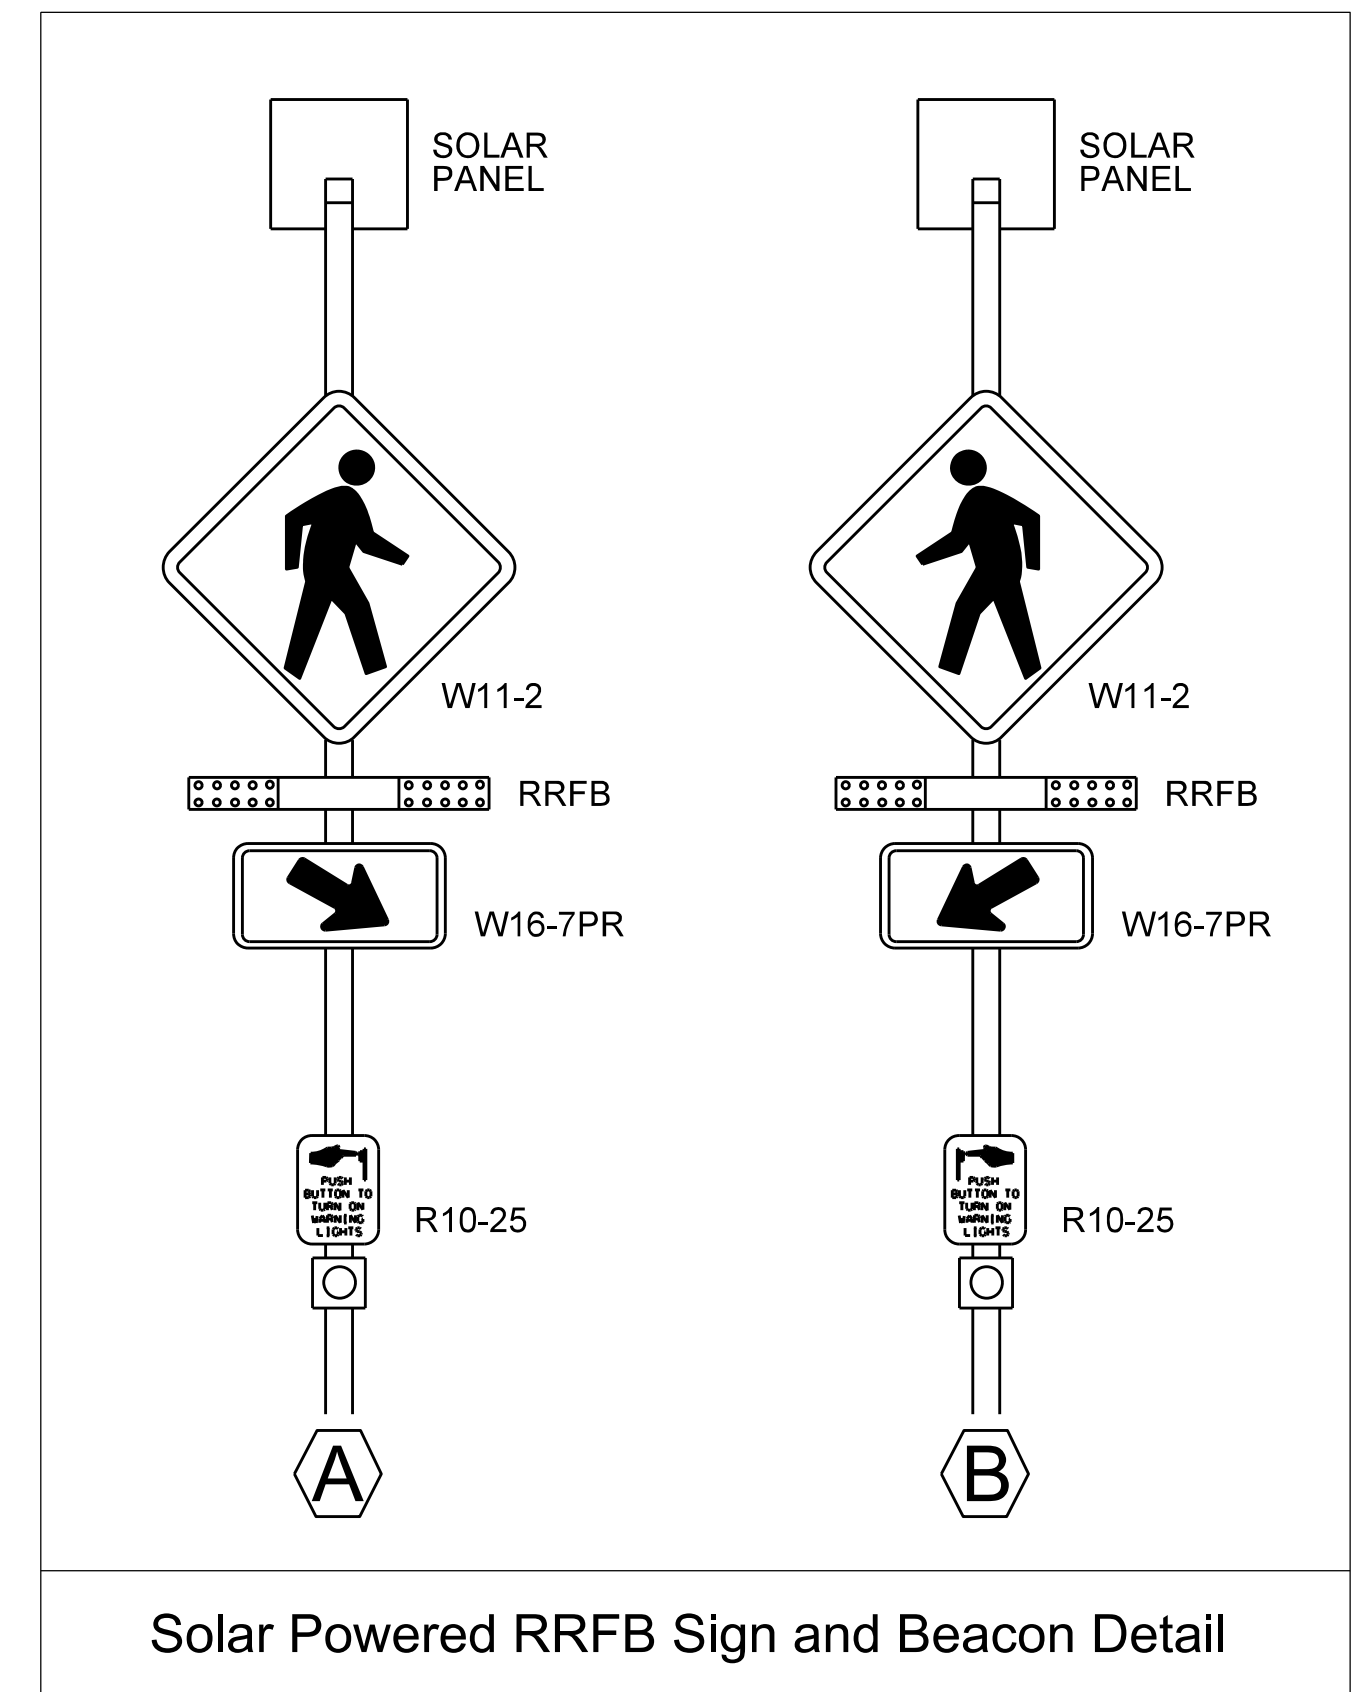 SOLAR
PANEL
SOLAR
PANEL
W11-2
W11-2
RRFB
RRFB
W16-7PR
W16-7PR
PUSH
BUTTON TO
TURN ON
WARNING
LIGHTS
R10-25
PUSH
BUTTON TO
TURN ON
WARNING
LIGHTS
R10-25
A
B
Solar Powered RRFB Sign and Beacon Detail